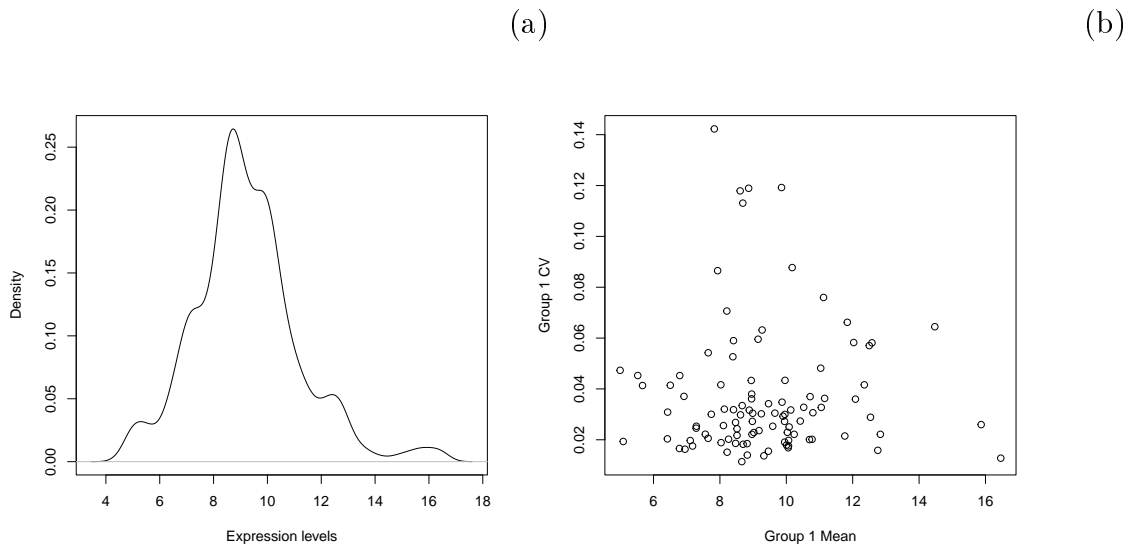 (a)
(b)
0.00 0.05 0.10 0.15 0.20 0.25
Density
4 6 8 10 12 14 16 18
Expression levels
0.02 0.04 0.06 0.08 0.10 0.12 0.14
Group 1 CV
6 8 10 12 14 16
Group 1 Mean